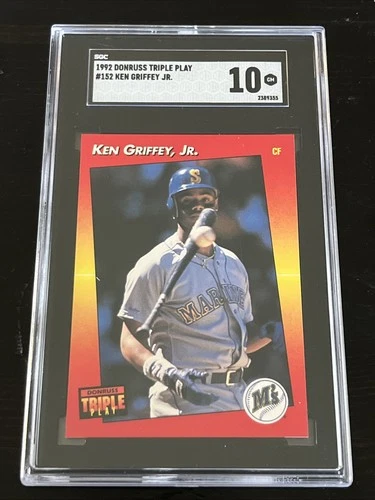 SGC
1992 DONRUSS TRIPLE PLAY
#152 KEN GRIFFEY JR.
10 GM
2389355
KEN GRIFFEY, JR.
CF
S
MARINE
DONRUSS
TRIPLE
PLAY
M's